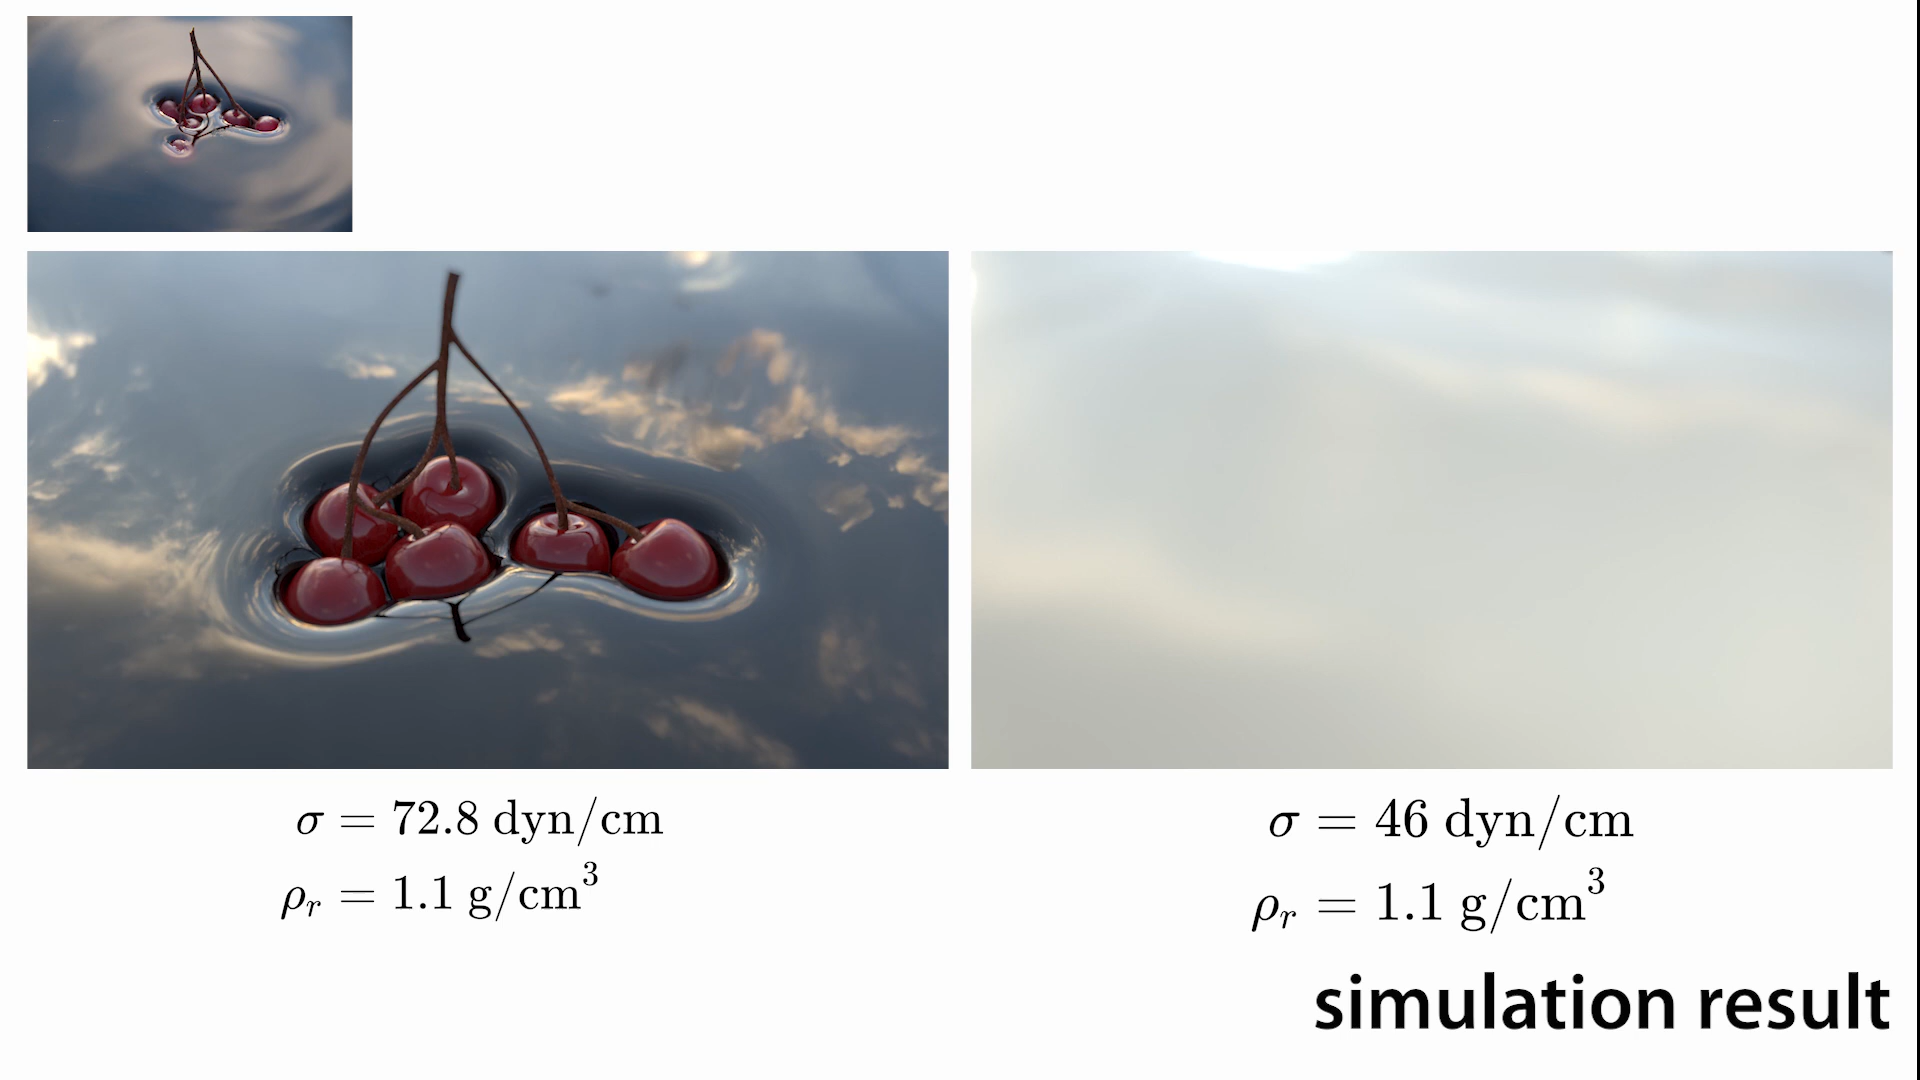 σ = 72.8 dyn/cm
ρᵣ = 1.1 g/cm³
σ = 46 dyn/cm
ρᵣ = 1.1 g/cm³
simulation result